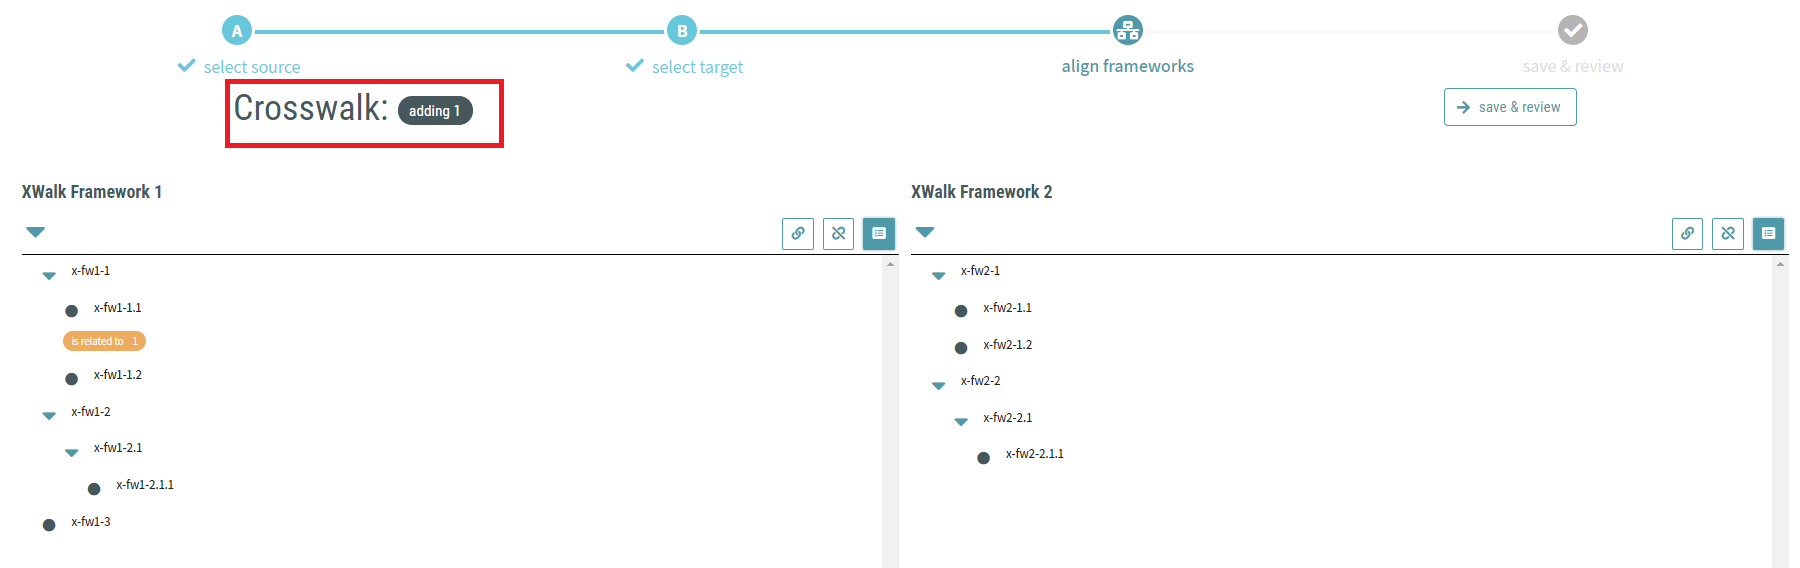 A
B
select source
select target
align frameworks
save & review
Crosswalk: adding 1
save & review
XWalk Framework 1
x-fw1-1
x-fw1-1.1
is related to 1
x-fw1-1.2
x-fw1-2
x-fw1-2.1
x-fw1-2.1.1
x-fw1-3
XWalk Framework 2
x-fw2-1
x-fw2-1.1
x-fw2-1.2
x-fw2-2
x-fw2-2.1
x-fw2-2.1.1